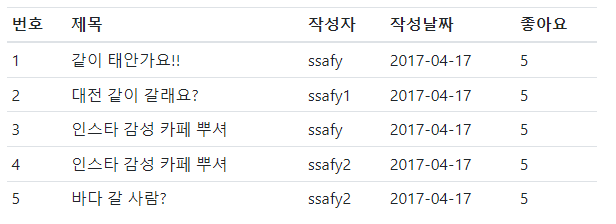 번호 제목 작성자 작성날짜 좋아요
1 같이 태안가요!! ssafy 2017-04-17 5
2 대전 같이 갈래요? ssafy1 2017-04-17 5
3 인스타 감성 카페 뿌셔 ssafy 2017-04-17 5
4 인스타 감성 카페 뿌셔 ssafy2 2017-04-17 5
5 바다 갈 사람? ssafy2 2017-04-17 5